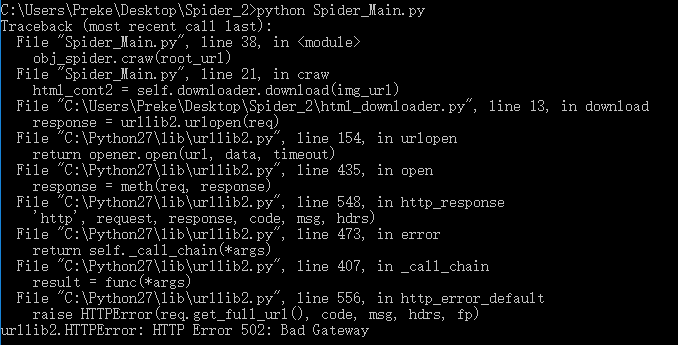 C:\Users\Preke\Desktop\Spider_2>python Spider_Main.py
Traceback (most recent call last):
  File "Spider_Main.py", line 38, in <module>
    obj_spider.craw(root_url)
  File "Spider_Main.py", line 21, in craw
    html_cont2 = self.downloader.download(img_url)
  File "C:\Users\Preke\Desktop\Spider_2\html_downloader.py", line 13, in download
    response = urllib2.urlopen(req)
  File "C:\Python27\lib\urllib2.py", line 154, in urlopen
    return opener.open(url, data, timeout)
  File "C:\Python27\lib\urllib2.py", line 435, in open
    response = meth(req, response)
  File "C:\Python27\lib\urllib2.py", line 548, in http_response
    'http', request, response, code, msg, hdrs)
  File "C:\Python27\lib\urllib2.py", line 473, in error
    return self._call_chain(*args)
  File "C:\Python27\lib\urllib2.py", line 407, in _call_chain
    result = func(*args)
  File "C:\Python27\lib\urllib2.py", line 556, in http_error_default
    raise HTTPError(req.get_full_url(), code, msg, hdrs, fp)
urllib2.HTTPError: HTTP Error 502: Bad Gateway